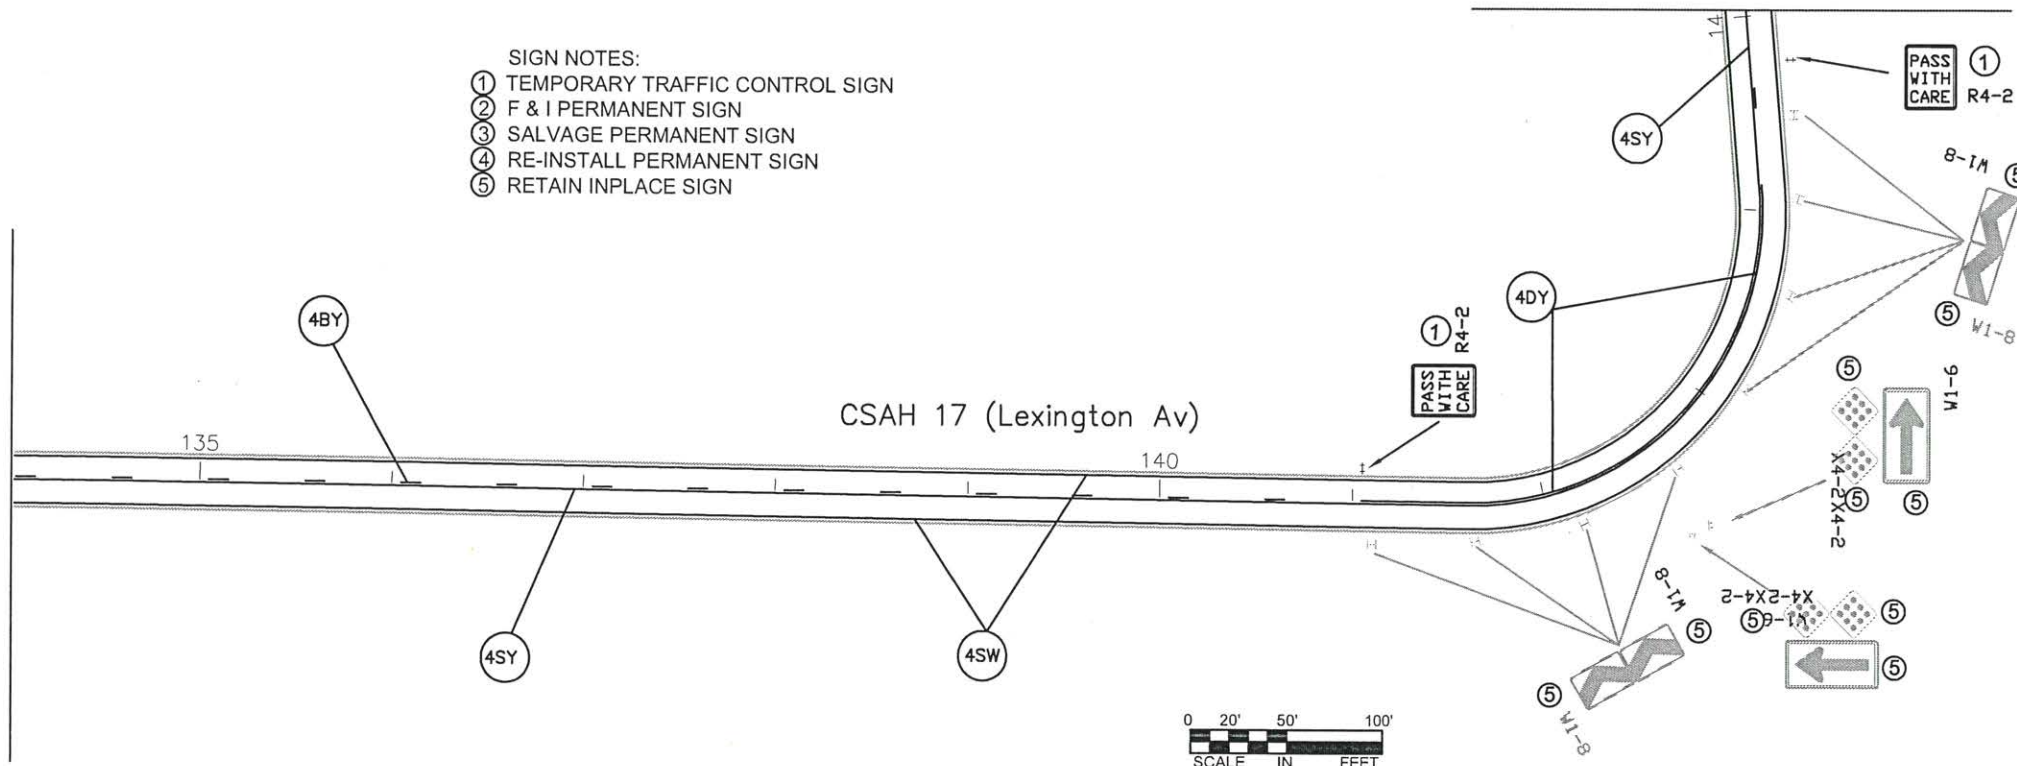 SIGN NOTES:
① TEMPORARY TRAFFIC CONTROL SIGN
② F & I PERMANENT SIGN
③ SALVAGE PERMANENT SIGN
④ RE-INSTALL PERMANENT SIGN
⑤ RETAIN INPLACE SIGN
14
PASS
WITH
CARE
①
R4-2
4SY
W1-8
⑤
⑤
W1-8
4BY
4DY
①
R4-2
PASS
WITH
CARE
CSAH 17 (Lexington Av)
135
140
⑤
W1-6
X4-2X4-2
⑤
⑤
4SY
4SW
W1-8
⑤
⑤
W1-8
X4-2X4-2
W1-6
⑤
⑤
⑤
0 20' 50' 100'
SCALE IN FEET